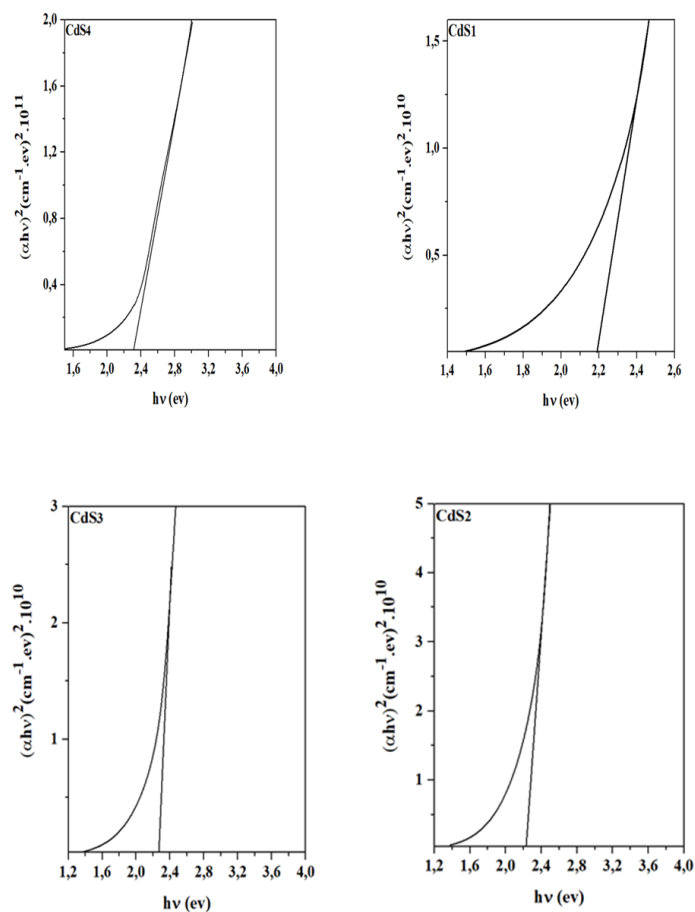 CdS4
2,0
1,6
1,2
0,8
0,4
(αhν)²(cm⁻¹.ev)².10¹¹
1,6 2,0 2,4 2,8 3,2 3,6 4,0
hν (ev)
CdS1
1,5
1,0
0,5
(αhν)²(cm⁻¹.ev)².10¹⁰
1,4 1,6 1,8 2,0 2,2 2,4 2,6
hν (ev)
CdS3
3
2
1
(αhν)²(cm⁻¹.ev)².10¹⁰
1,2 1,6 2,0 2,4 2,8 3,2 3,6 4,0
hν (ev)
CdS2
5
4
3
2
1
(αhν)²(cm⁻¹.ev)².10¹⁰
1,2 1,6 2,0 2,4 2,8 3,2 3,6 4,0
hν (ev)